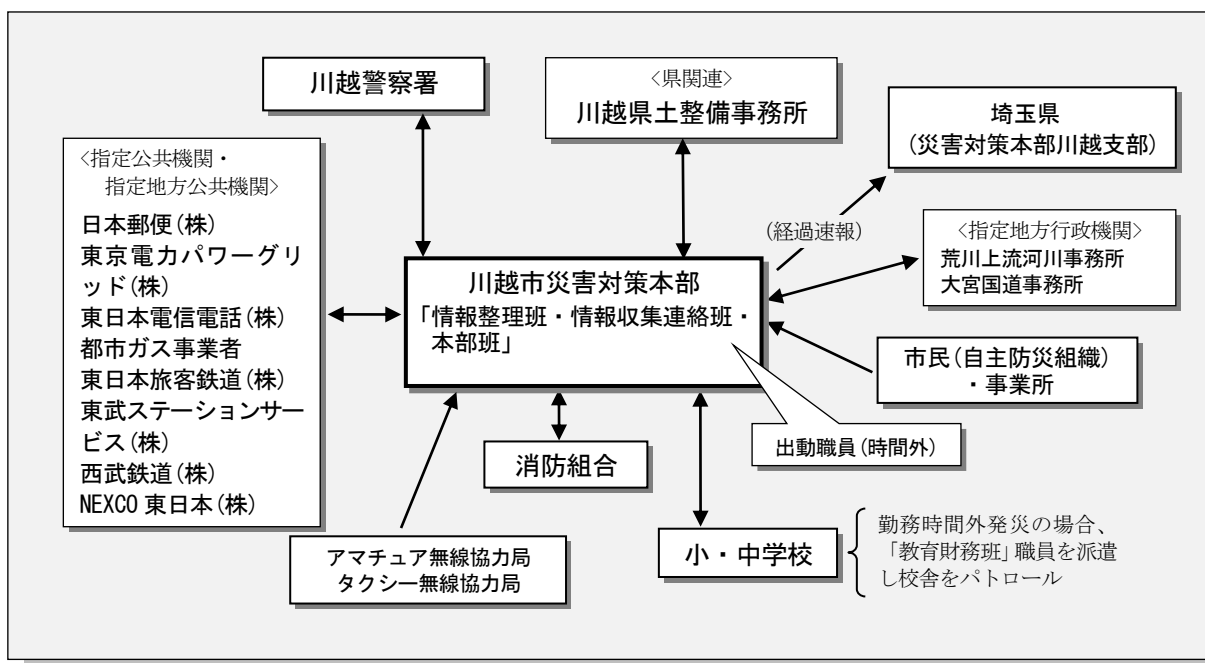 川越警察署
<県関連>
川越県土整備事務所
埼玉県
(災害対策本部川越支部)
<指定公共機関・
指定地方公共機関>
日本郵便(株)
東京電力パワーグリ
ッド(株)
東日本電信電話(株)
都市ガス事業者
東日本旅客鉄道(株)
東武ステーションサー
ビス(株)
西武鉄道(株)
NEXCO 東日本(株)
(経過速報)
<指定地方行政機関>
荒川上流河川事務所
大宮国道事務所
川越市災害対策本部
「情報整理班・情報収集連絡班・
本部班」
市民(自主防災組織)
・事業所
出動職員(時間外)
消防組合
アマチュア無線協力局
タクシー無線協力局
小・中学校
勤務時間外発災の場合、
「教育財務班」職員を派遣
し校舎をパトロール